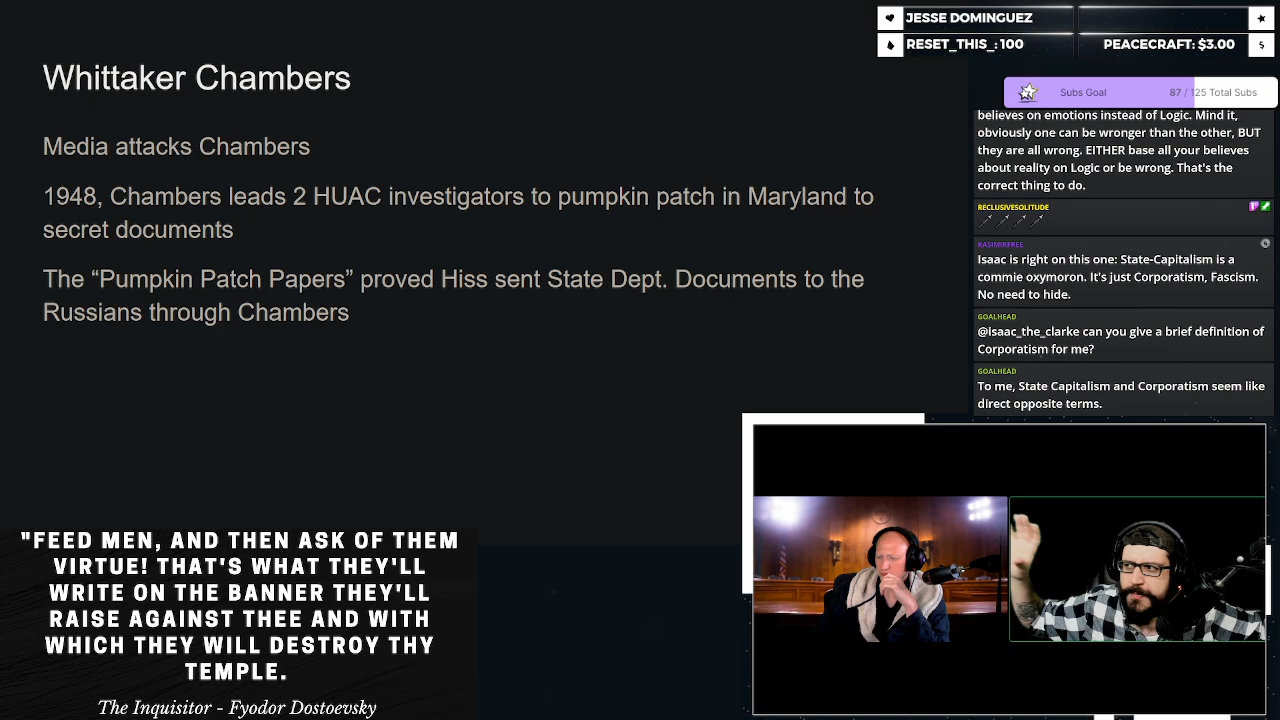 Whittaker Chambers
Media attacks Chambers
1948, Chambers leads 2 HUAC investigators to pumpkin patch in Maryland to
secret documents
The “Pumpkin Patch Papers” proved Hiss sent State Dept. Documents to the
Russians through Chambers
JESSE DOMINGUEZ
RESET_THIS_: 100
PEACECRAFT: $3.00
Subs Goal
87 / 125 Total Subs
believes on emotions instead of Logic. Mind it,
obviously one can be wronger than the other, BUT
they are all wrong. EITHER base all your believes
about reality on Logic or be wrong. That's the
correct thing to do.
RECLUSIVESOLITUDE
KASIMIRFREE
Isaac is right on this one: State-Capitalism is a
commie oxymoron. It's just Corporatism, Fascism.
No need to hide.
GOALHEAD
@isaac_the_clarke can you give a brief definition of
Corporatism for me?
GOALHEAD
To me, State Capitalism and Corporatism seem like
direct opposite terms.
"FEED MEN, AND THEN ASK OF THEM
VIRTUE! THAT'S WHAT THEY'LL
WRITE ON THE BANNER THEY'LL
RAISE AGAINST THEE AND WITH
WHICH THEY WILL DESTROY THY
TEMPLE.
The Inquisitor - Fyodor Dostoevsky